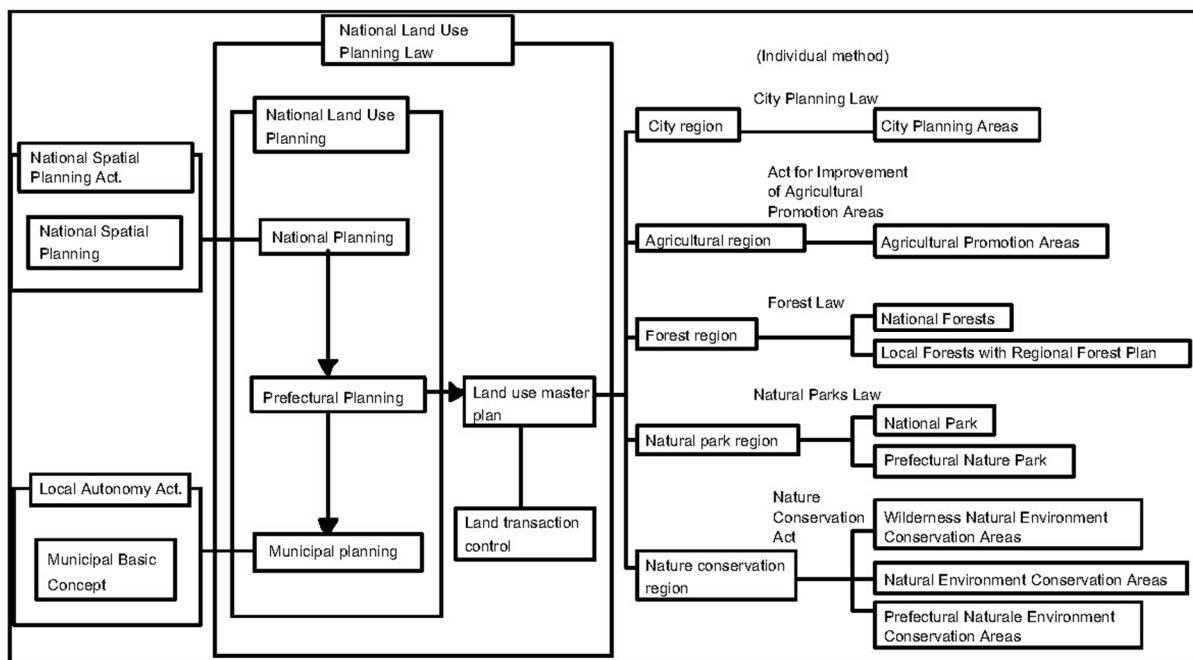 National Land Use
Planning Law
National Land Use
Planning
National Spatial
Planning Act.
National Spatial
Planning
National Planning
Prefectural Planning
Land use master
plan
Local Autonomy Act.
Municipal Basic
Concept
Municipal planning
Land transaction
control
(Individual method)
City Planning Law
City region
City Planning Areas
Act for Improvement
of Agricultural
Promotion Areas
Agricultural region
Agricultural Promotion Areas
Forest Law
Forest region
National Forests
Local Forests with Regional Forest Plan
Natural Parks Law
Natural park region
National Park
Prefectural Nature Park
Nature
Conservation
Act
Nature conservation
region
Wilderness Natural Environment
Conservation Areas
Natural Environment Conservation Areas
Prefectural Naturale Environment
Conservation Areas